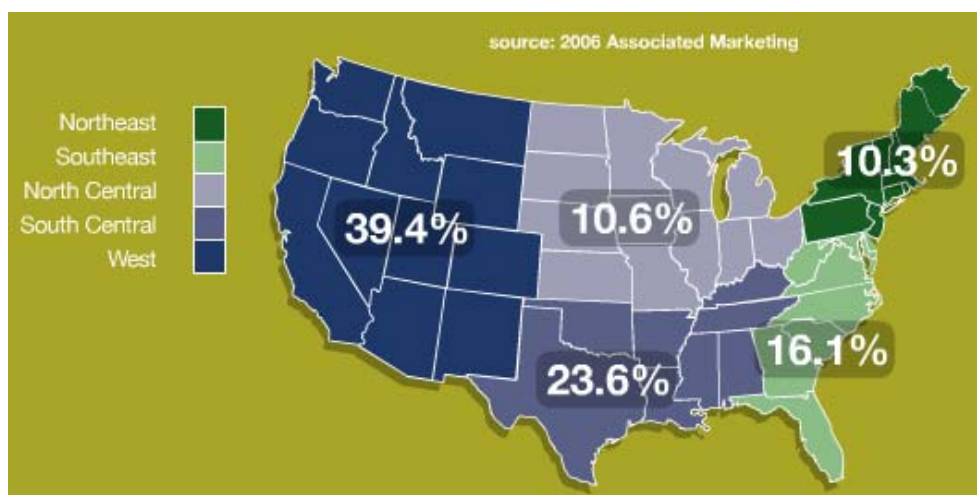 source: 2006 Associated Marketing
Northeast
Southeast
North Central
South Central
West
10.3%
39.4%
10.6%
16.1%
23.6%